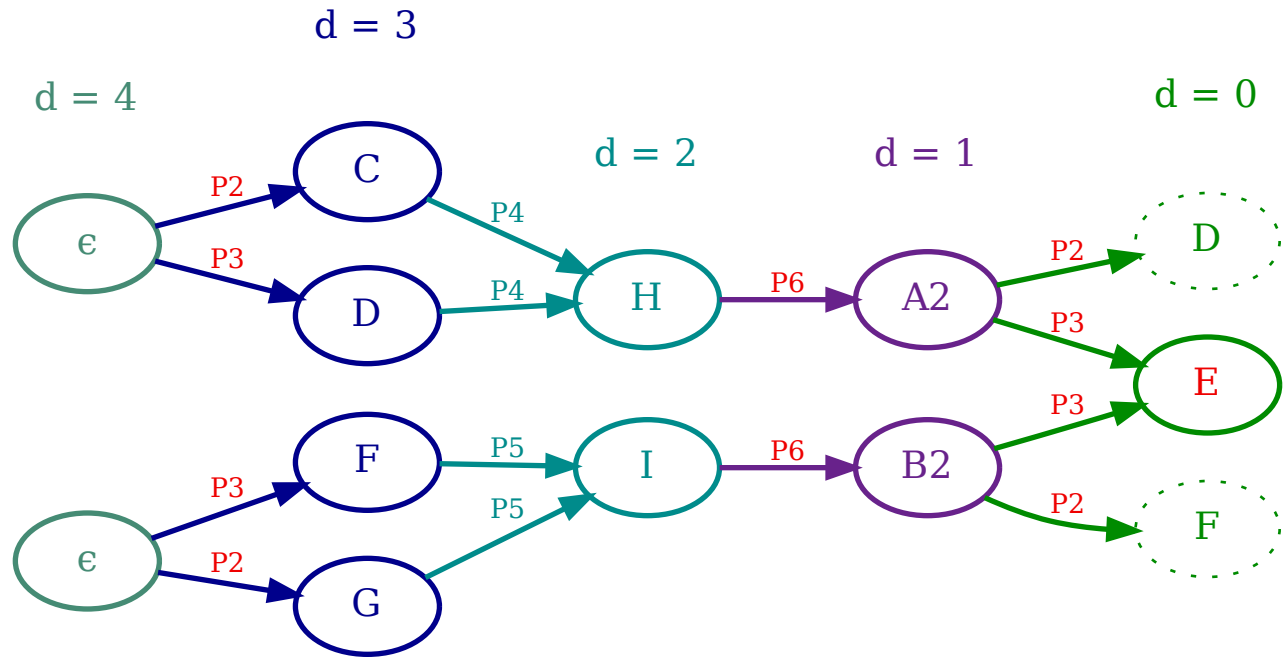 d = 3
d = 4
d = 0
d = 2
d = 1
C
P2
P4
ϵ
P3
D
P4
H
P6
A2
P2
D
P3
E
F
P5
I
P6
B2
P3
P3
P2
F
ϵ
P5
P2
G